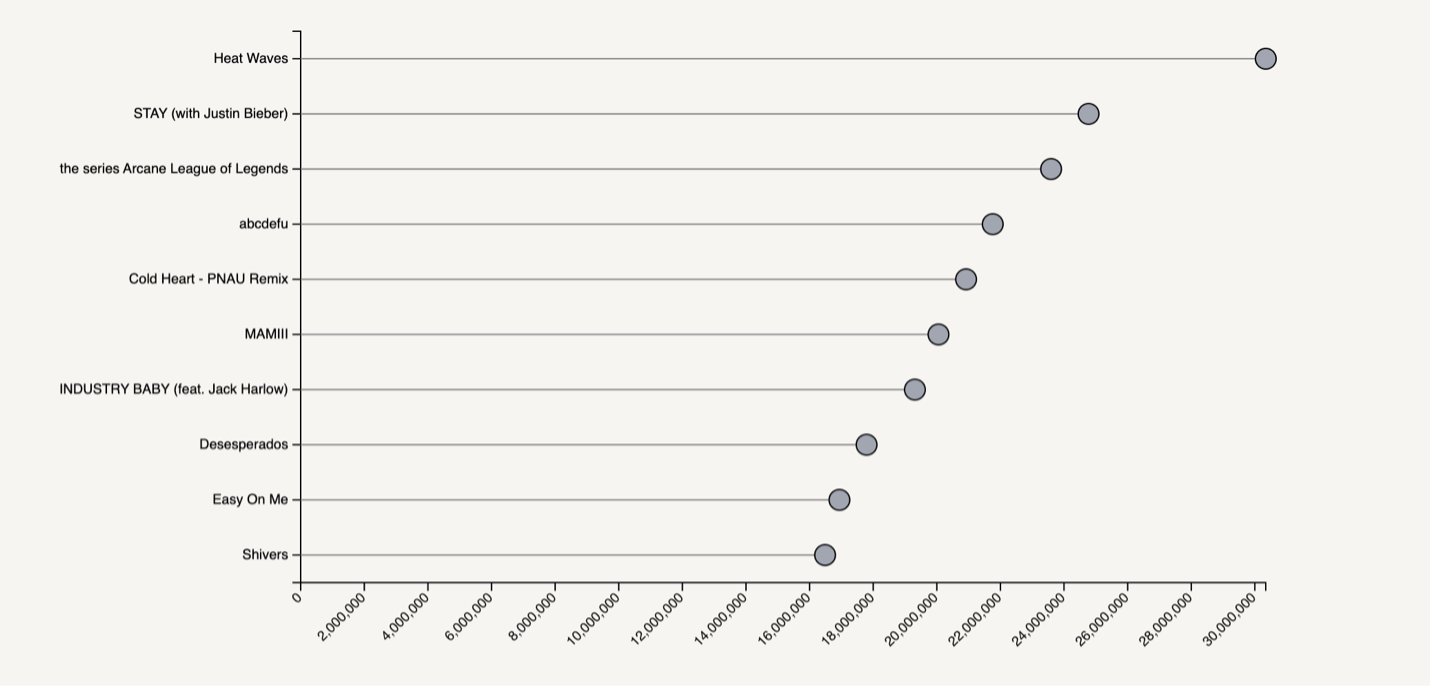 Heat Waves
STAY (with Justin Bieber)
the series Arcane League of Legends
abcdefu
Cold Heart - PNAU Remix
MAMIII
INDUSTRY BABY (feat. Jack Harlow)
Desesperados
Easy On Me
Shivers
0
2,000,000
4,000,000
6,000,000
8,000,000
10,000,000
12,000,000
14,000,000
16,000,000
18,000,000
20,000,000
22,000,000
24,000,000
26,000,000
28,000,000
30,000,000